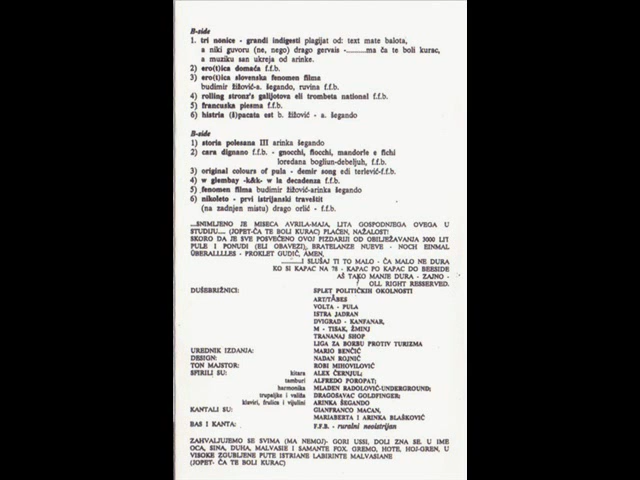 B-side
1. tri nonice - grandi indigesti plagijat od: text mate balota,
a niki guvoru (ne, nego) drago gervais -..........ma ča te boli kurac,
a muziku san ukreja od arinke.
2) ero(t)ica domaća f.f.b.
3) ero(t)ica slovenska fenomen filma
budimir žižović-a. šegando, ruvina f.f.b.
4) rolling stronz's galijotova eli trombeta national f.f.b.
5) francuska piesma f.f.b.
6) histria (š)pacata est b. žižović - a. šegando
B-side
1) storia polesana III arinka šegando
2) cara dignano f.f.b. - gnocchi, fiocchi, mandorle e fichi
loredana bogliun-debeljuh, f.f.b.
3) original colours of pula - demir song edi terlević-f.f.b.
4) w glembay -k&k- w la decadenza f.f.b.
5) fenomen filma budimir žižović-arinka šegando
6) nikoleto - prvi istrijanski travestit
(na zadnjen mistu) drago orlić - f.f.b.
....SNIMLJENO JE MISECA AVRILA-MAJA, LITA GOSPODNJEGA OVEGA U
STUDIJU.... (JOPET-ČA TE BOLI KURAC) PLAĆEN, NAŽALOST!
SKORO DA JE SVE POSVEĆENO OVOJ PIZDARIJI OD OBILJEŽAVANJA 3000 LIT
PULE I PONUDI (ELI OBAVEZI), BRATELANZE NUEVE - NOCH EINMAL
ÜBERALLLLES - PROKLET GUDIĆ, AMEN,
..........I SLUŠAJ TI TO MALO - ČA MALO NE DURA
KO SI KAPAC NA 78 - KAPAC PO KAPAC DO BEESIDE
AŠ TAKO MANJE DURA - ZAJNO -
OLL RIGHT RESSERVED.
DUŠEBRIŽNICI: SPLET POLITIČKIH OKOLNOSTI
ART/TÅBES
VOLTA - PULA
ISTRA JADRAN
DVIGRAD - KANFANAR,
M - TISAK, ŽMINJ
TRANANAJ SHOP
LIGA ZA BORBU PROTIV TURIZMA
UREDNIK IZDANJA: MARIO BENČIĆ
DESIGN: NADAN ROJNIĆ
TON MAJSTOR: ROBI MIHOVILOVIĆ
SFIRILI SU: kitara ALEX ČERNJUL;
tamburi ALFREDO POROPAT;
harmonika MLADEN RADOLOVIĆ-UNDERGROUND;
trupaljke i valiža DRAGOSAVAC GOLDFINGER;
klaviri, frulica i vijulini ARINKA ŠEGANDO
KANTALI SU: GIANFRANCO MACAN,
MARJABERTA I ARINKA BLAŠKOVIĆ
BAS I KANTA: F.F.B. - ruralni neoistrijan
ZAHVALJUJEMO SE SVIMA (MA NEMOJ)- GORI USSI, DOLI ZNA SE. U IME
OCA, SINA, DUHA, MALVASIE I SAMANTE FOX. GREMO, HOTE, HOJ-GREN, U
VISOKE ZGUBLJENE PUTE ISTRIANE LABIRINTE MALVASIANE
(JOPET- ČA TE BOLI KURAC)